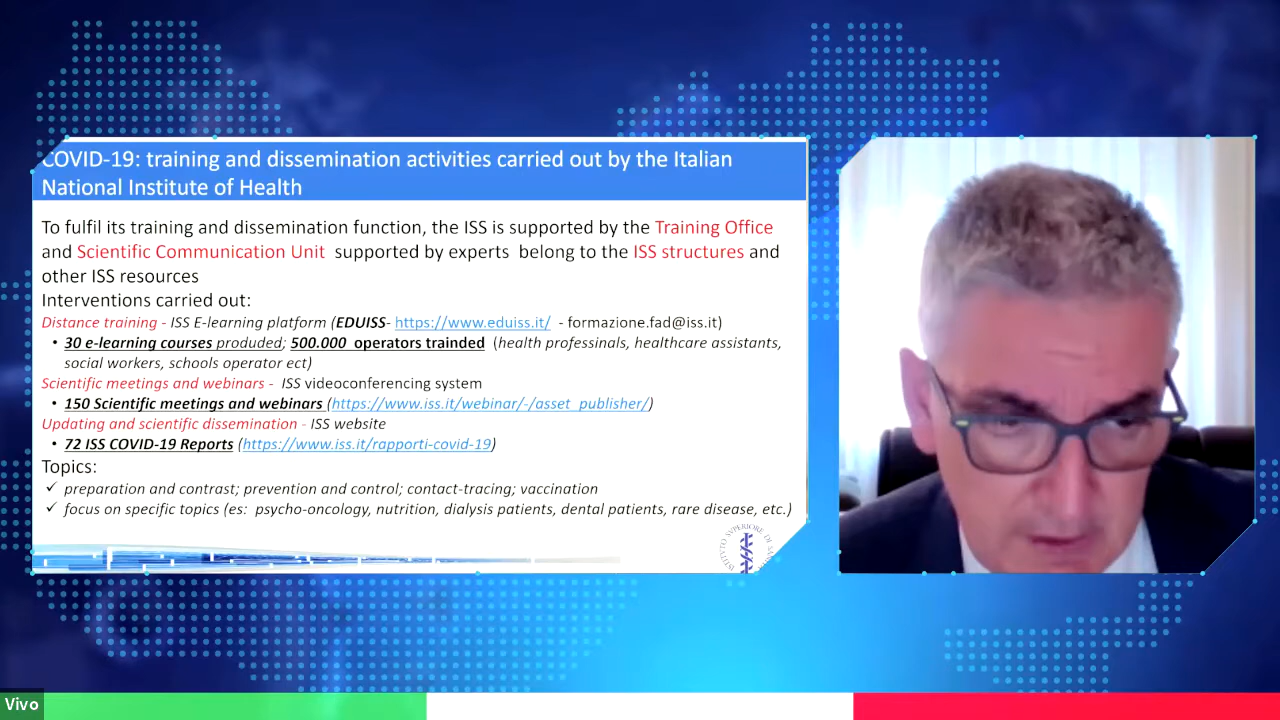 COVID-19: training and dissemination activities carried out by the Italian
National Institute of Health
To fulfil its training and dissemination function, the ISS is supported by the Training Office
and Scientific Communication Unit supported by experts belong to the ISS structures and
other ISS resources
Interventions carried out:
Distance training - ISS E-learning platform (EDUISS- https://www.eduiss.it/ - formazione.fad@iss.it)
• 30 e-learning courses produded; 500.000 operators trainded (health professinals, healthcare assistants,
social workers, schools operator ect)
Scientific meetings and webinars - ISS videoconferencing system
• 150 Scientific meetings and webinars (https://www.iss.it/webinar/-/asset_publisher/)
Updating and scientific dissemination - ISS website
• 72 ISS COVID-19 Reports (https://www.iss.it/rapporti-covid-19)
Topics:
✓ preparation and contrast; prevention and control; contact-tracing; vaccination
✓ focus on specific topics (es: psycho-oncology, nutrition, dialysis patients, dental patients, rare disease, etc.)
SUPERIORE DI
Vivo